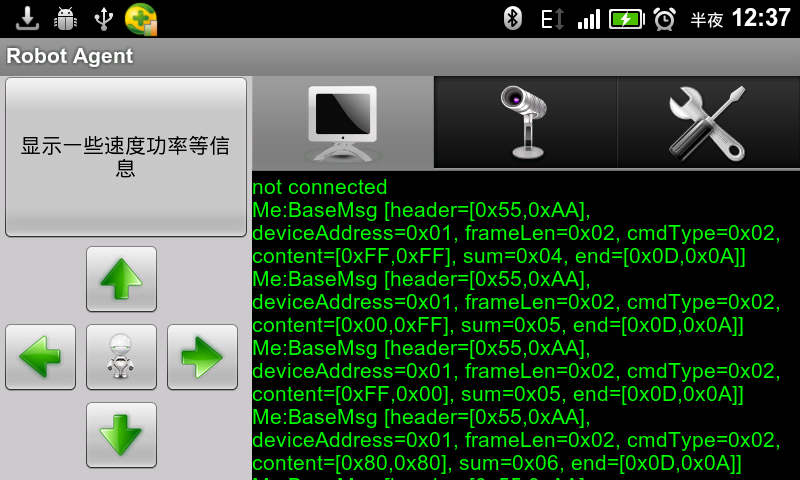 E 半夜 12:37
Robot Agent
显示一些速度功率等信
息
not connected
Me:BaseMsg [header=[0x55,0xAA],
deviceAddress=0x01, frameLen=0x02, cmdType=0x02,
content=[0xFF,0xFF], sum=0x04, end=[0x0D,0x0A]]
Me:BaseMsg [header=[0x55,0xAA],
deviceAddress=0x01, frameLen=0x02, cmdType=0x02,
content=[0x00,0xFF], sum=0x05, end=[0x0D,0x0A]]
Me:BaseMsg [header=[0x55,0xAA],
deviceAddress=0x01, frameLen=0x02, cmdType=0x02,
content=[0xFF,0x00], sum=0x05, end=[0x0D,0x0A]]
Me:BaseMsg [header=[0x55,0xAA],
deviceAddress=0x01, frameLen=0x02, cmdType=0x02,
content=[0x80,0x80], sum=0x06, end=[0x0D,0x0A]]